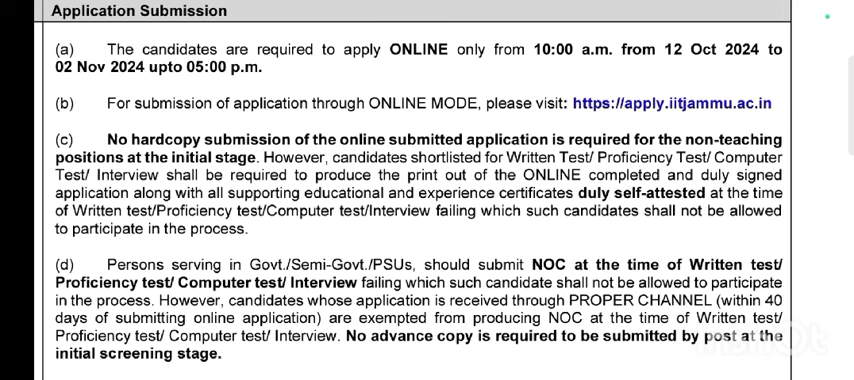 Application Submission
(a) The candidates are required to apply ONLINE only from 10:00 a.m. from 12 Oct 2024 to
02 Nov 2024 upto 05:00 p.m.
(b) For submission of application through ONLINE MODE, please visit: https://apply.iitjammu.ac.in
(c) No hardcopy submission of the online submitted application is required for the non-teaching
positions at the initial stage. However, candidates shortlisted for Written Test/ Proficiency Test/ Computer
Test/ Interview shall be required to produce the print out of the ONLINE completed and duly signed
application along with all supporting educational and experience certificates duly self-attested at the time
of Written test/Proficiency test/Computer test/Interview failing which such candidates shall not be allowed
to participate in the process.
(d) Persons serving in Govt./Semi-Govt./PSUs, should submit NOC at the time of Written test/
Proficiency test/ Computer test/ Interview failing which such candidate shall not be allowed to participate
in the process. However, candidates whose application is received through PROPER CHANNEL (within 40
days of submitting online application) are exempted from producing NOC at the time of Written test/
Proficiency test/ Computer test/ Interview. No advance copy is required to be submitted by post at the
initial screening stage.